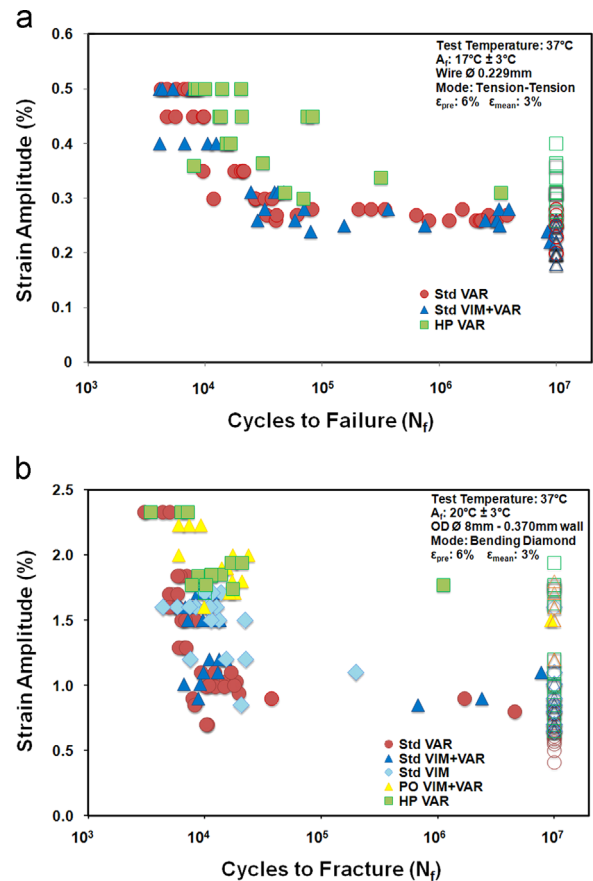 a
0.6
0.5
0.4
0.3
0.2
0.1
0
Strain Amplitude (%)
Test Temperature: 37°C
Af: 17°C ± 3°C
Wire Ø 0.229mm
Mode: Tension-Tension
εpre: 6% εmean: 3%
Std VAR
Std VIM+VAR
HP VAR
10³ 10⁴ 10⁵ 10⁶ 10⁷
Cycles to Failure (Nf)
b
2.5
2.0
1.5
1.0
0.5
0.0
Strain Amplitude (%)
Test Temperature: 37°C
Af: 20°C ± 3°C
OD Ø 8mm - 0.370mm wall
Mode: Bending Diamond
εpre: 6% εmean: 3%
Std VAR
Std VIM+VAR
Std VIM
PO VIM+VAR
HP VAR
10³ 10⁴ 10⁵ 10⁶ 10⁷
Cycles to Fracture (Nf)